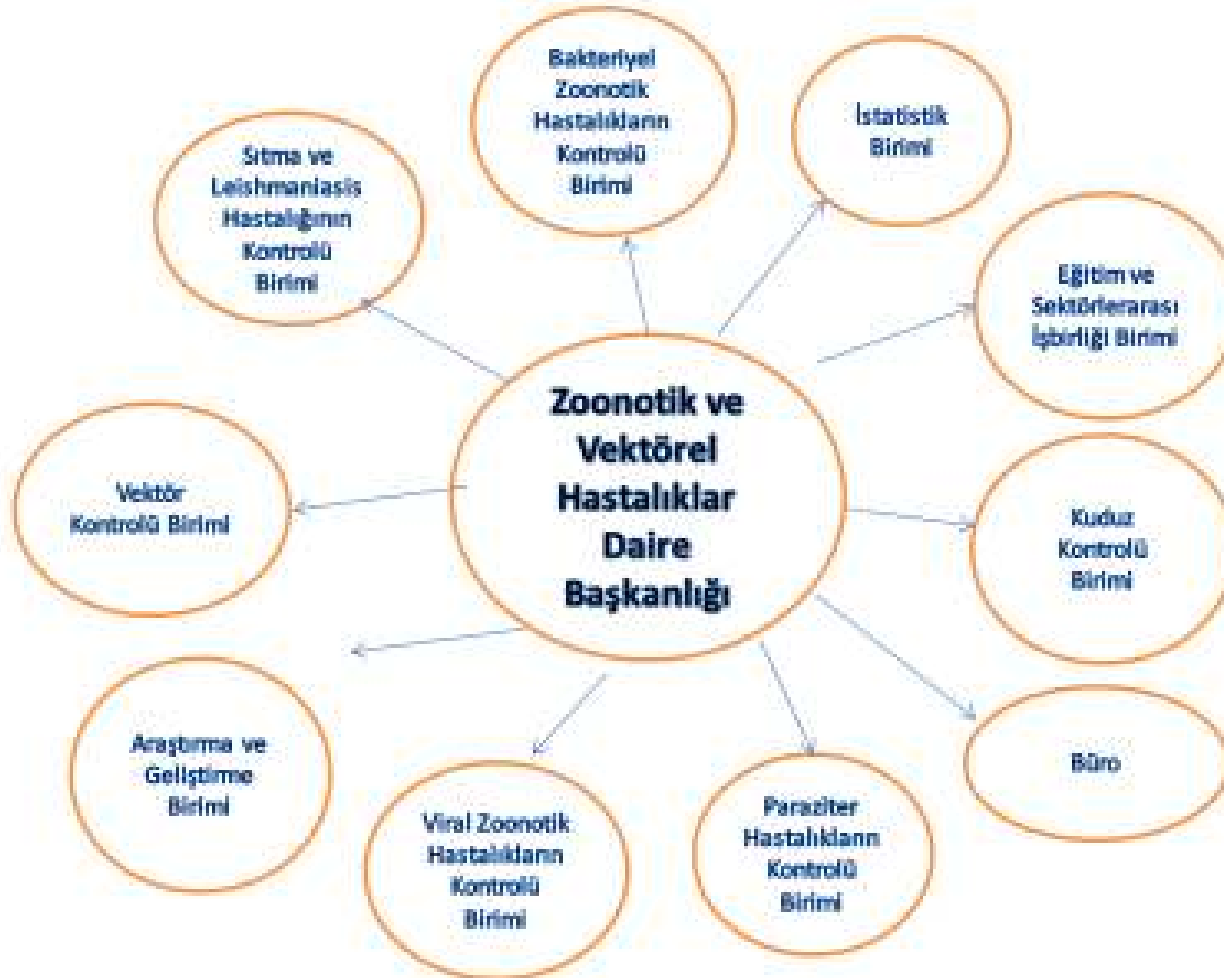 Bakteriyel
Zoonotik
Hastalıkların
Kontrolü
Birimi
İstatistik
Birimi
Sıtma ve
Leishmaniasis
Hastalığının
Kontrolü
Birimi
Eğitim ve
Sektörlerarası
İşbirliği Birimi
Zoonotik ve
Vektörel
Hastalıklar
Daire
Başkanlığı
Vektör
Kontrolü Birimi
Kuduz
Kontrolü
Birimi
Araştırma ve
Geliştirme
Birimi
Viral Zoonotik
Hastalıkların
Kontrolü
Birimi
Paraziter
Hastalıkların
Kontrolü
Birimi
Büro